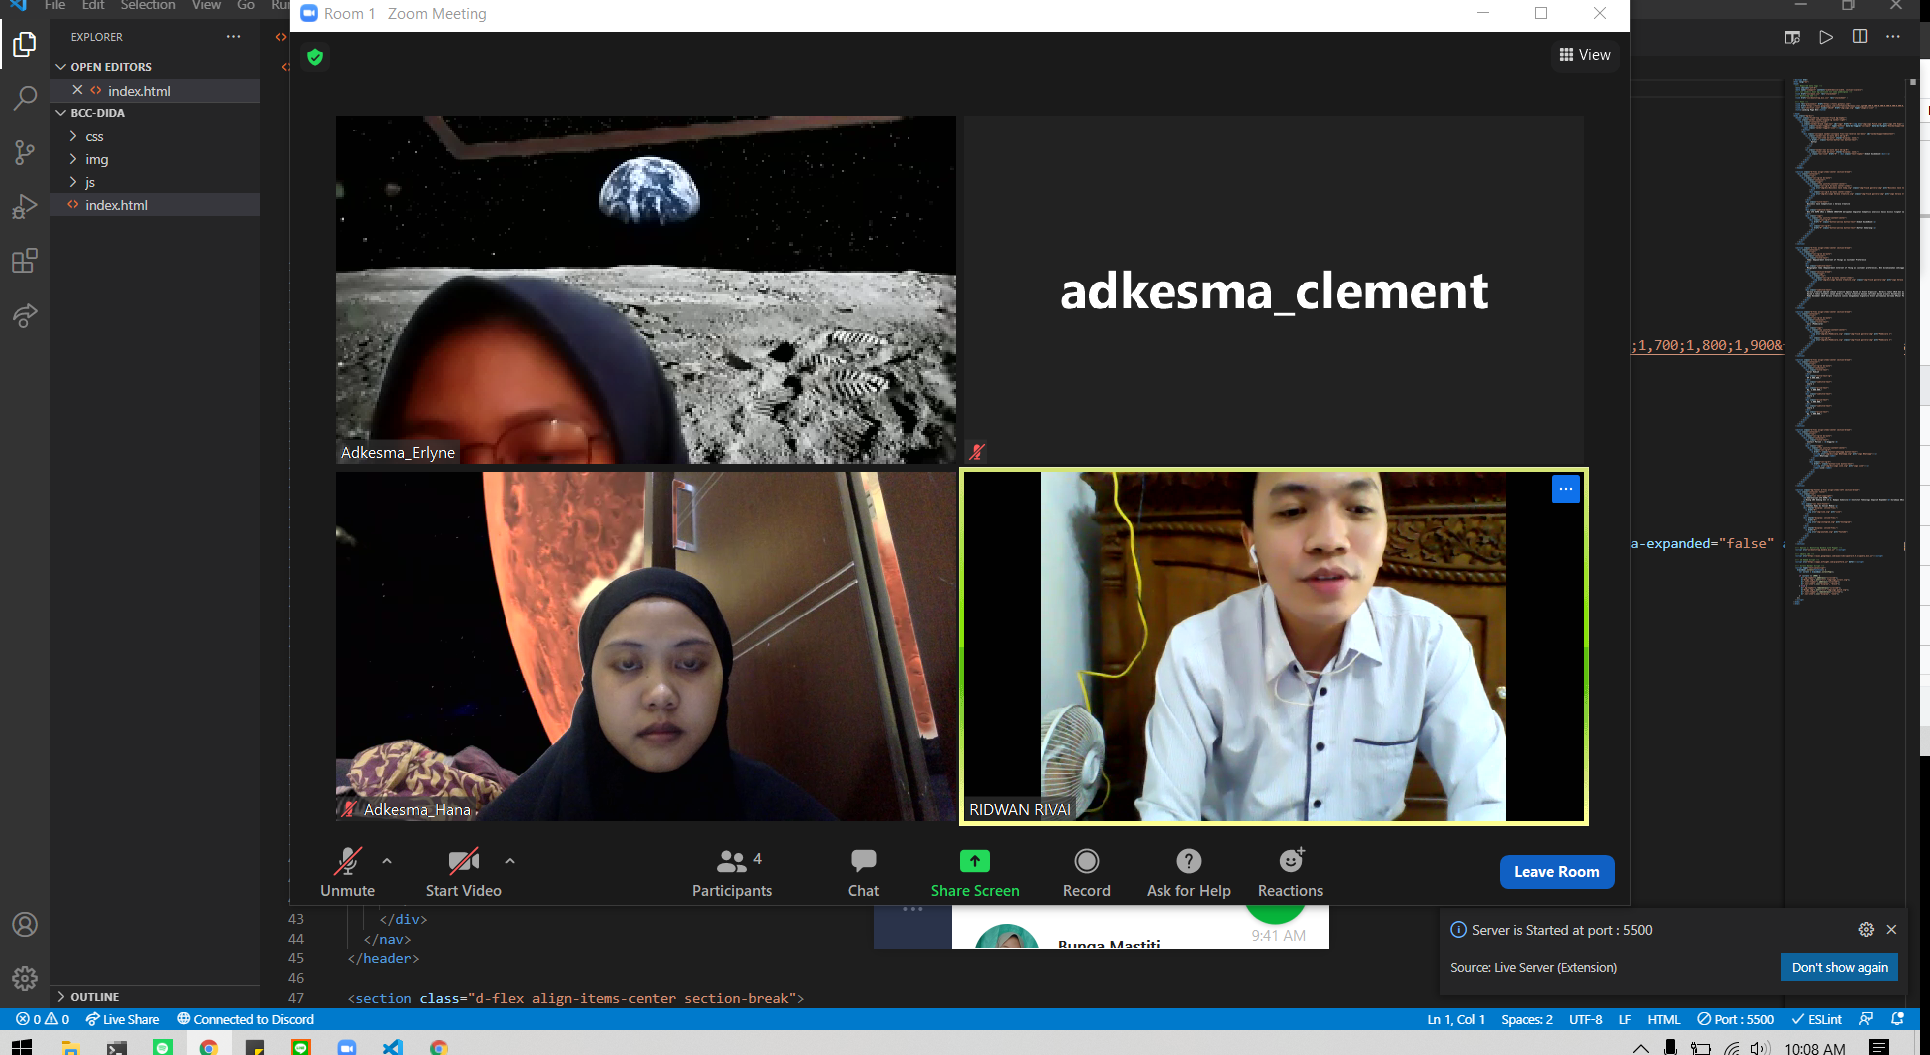 File Edit Selection View Go Ru
EXPLORER
OPEN EDITORS
index.html
BCC-DIDA
css
img
js
index.html
OUTLINE
Room 1 Zoom Meeting
View
Adkesma_Erlyne
adkesma_clement
Adkesma_Hana
RIDWAN RIVAI
Unmute
Start Video
4
Participants
Chat
Share Screen
Record
Ask for Help
Reactions
Leave Room
;1,700;1,800;1,900&
a-expanded="false"
43 </div>
44 </nav>
45 </header>
46
47 <section class="d-flex align-items-center section-break">
Bunga Mastiti
9:41 AM
Server is Started at port : 5500
Source: Live Server (Extension)
Don't show again
0 0 Live Share Connected to Discord
Ln 1, Col 1 Spaces: 2 UTF-8 LF HTML Port : 5500 ESLint
10:08 AM